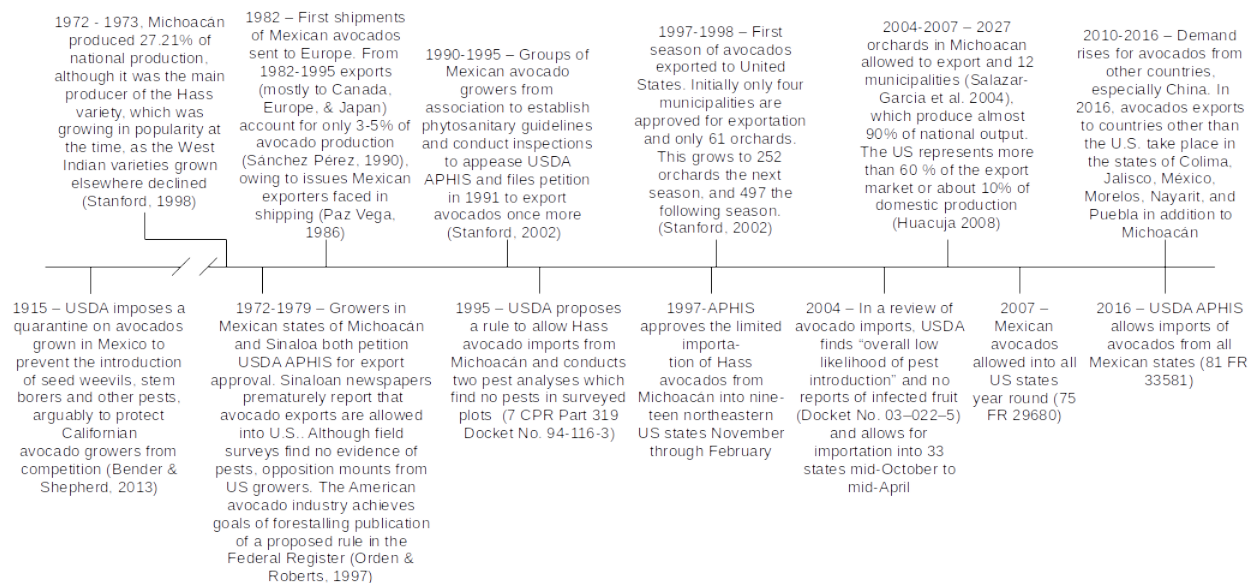 1972 - 1973, Michoacán
produced 27.21% of
national production,
although it was the main
producer of the Hass
variety, which was
growing in popularity at
the time, as the West
Indian varieties grown
elsewhere declined
(Stanford, 1998)
1982 – First shipments
of Mexican avocados
sent to Europe. From
1982-1995 exports
(mostly to Canada,
Europe, & Japan)
account for only 3-5% of
avocado production
(Sánchez Pérez, 1990),
owing to issues Mexican
exporters faced in
shipping (Paz Vega,
1986)
1990-1995 – Groups of
Mexican avocado
growers from
association to establish
phytosanitary guidelines
and conduct inspections
to appease USDA
APHIS and files petition
in 1991 to export
avocados once more
(Stanford, 2002)
1997-1998 – First
season of avocados
exported to United
States. Initially only four
municipalities are
approved for exportation
and only 61 orchards.
This grows to 252
orchards the next
season, and 497 the
following season.
(Stanford, 2002)
2004-2007 – 2027
orchards in Michoacan
allowed to export and 12
municipalities (Salazar-
García et al. 2004),
which produce almost
90% of national output.
The US represents more
than 60 % of the export
market or about 10% of
domestic production
(Huacuja 2008)
2010-2016 – Demand
rises for avocados from
other countries,
especially China. In
2016, avocados exports
to countries other than
the U.S. take place in
the states of Colima,
Jalisco, México,
Morelos, Nayarit, and
Puebla in addition to
Michoacán
1915 – USDA imposes a
quarantine on avocados
grown in Mexico to
prevent the introduction
of seed weevils, stem
borers and other pests,
arguably to protect
Californian
avocado growers from
competition (Bender &
Shepherd, 2013)
1972-1979 – Growers in
Mexican states of Michoacán
and Sinaloa both petition
USDA APHIS for export
approval. Sinaloan newspapers
prematurely report that
avocado exports are allowed
into U.S.. Although field
surveys find no evidence of
pests, opposition mounts from
US growers. The American
avocado industry achieves
goals of forestalling publication
of a proposed rule in the
Federal Register (Orden &
Roberts, 1997)
1995 – USDA proposes
a rule to allow Hass
avocado imports from
Michoacán and conducts
two pest analyses which
find no pests in surveyed
plots (7 CPR Part 319
Docket No. 94-116-3)
1997-APHIS
approves the limited
importa-
tion of Hass
avocados from
Michoacán into nine-
teen northeastern
US states November
through February
2004 – In a review of
avocado imports, USDA
finds “overall low
likelihood of pest
introduction” and no
reports of infected fruit
(Docket No. 03–022–5)
and allows for
importation into 33
states mid-October to
mid-April
2007 –
Mexican
avocados
allowed into all
US states
year round (75
FR 29680)
2016 – USDA APHIS
allows imports of
avocados from all
Mexican states (81 FR
33581)